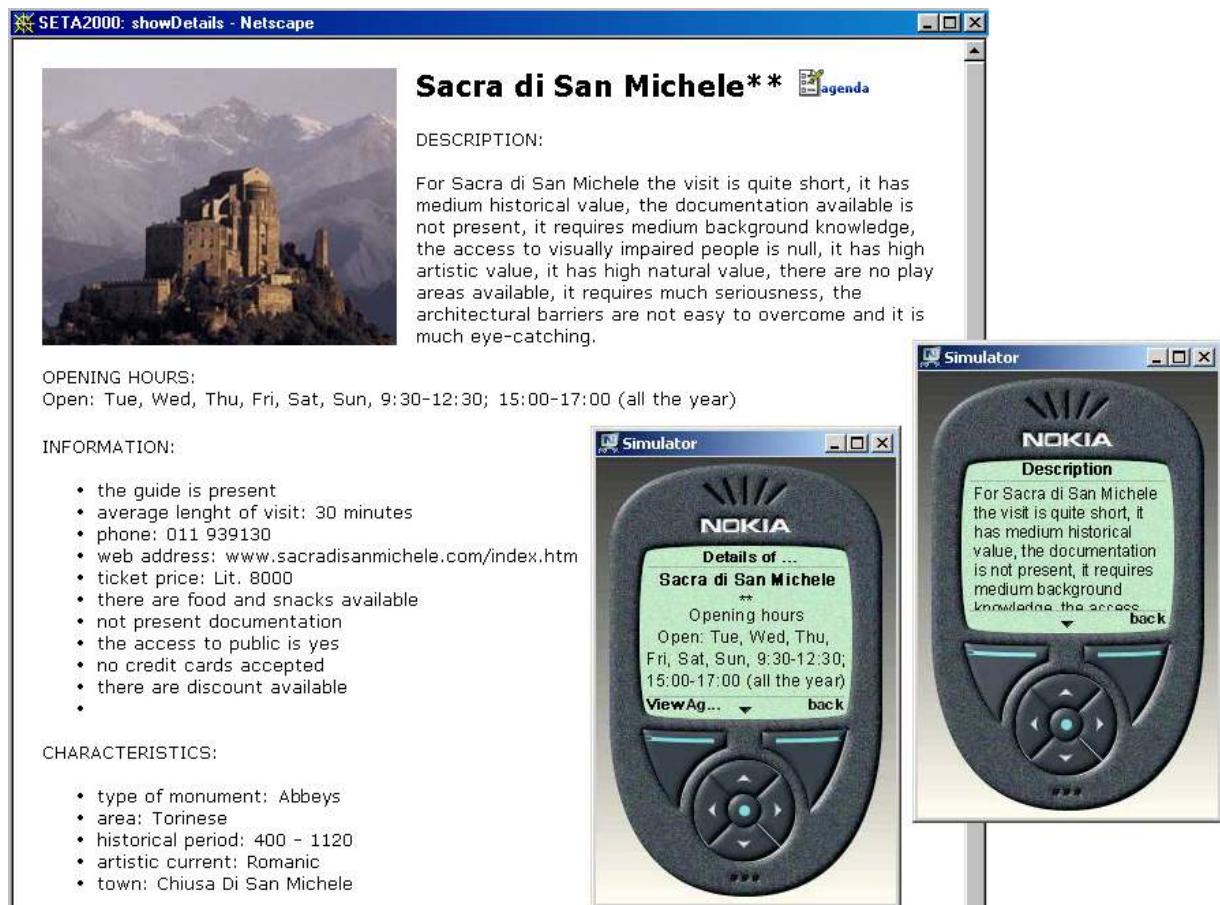 SETA2000: showDetails - Netscape
Sacra di San Michele** agenda
DESCRIPTION:
For Sacra di San Michele the visit is quite short, it has
medium historical value, the documentation available is
not present, it requires medium background knowledge,
the access to visually impaired people is null, it has high
artistic value, it has high natural value, there are no play
areas available, it requires much seriousness, the
architectural barriers are not easy to overcome and it is
much eye-catching.
OPENING HOURS:
Open: Tue, Wed, Thu, Fri, Sat, Sun, 9:30-12:30; 15:00-17:00 (all the year)
INFORMATION:
• the guide is present
• average lenght of visit: 30 minutes
• phone: 011 939130
• web address: www.sacradisanmichele.com/index.htm
• ticket price: Lit. 8000
• there are food and snacks available
• not present documentation
• the access to public is yes
• no credit cards accepted
• there are discount available
•
CHARACTERISTICS:
• type of monument: Abbeys
• area: Torinese
• historical period: 400 - 1120
• artistic current: Romanic
• town: Chiusa Di San Michele
Simulator
NOKIA
Details of ...
Sacra di San Michele
**
Opening hours
Open: Tue, Wed, Thu,
Fri, Sat, Sun, 9:30-12:30;
15:00-17:00 (all the year)
ViewAg... back
Simulator
NOKIA
Description
For Sacra di San Michele
the visit is quite short, it
has medium historical
value, the documentation
is not present, it requires
medium background
knowledge, the access
back